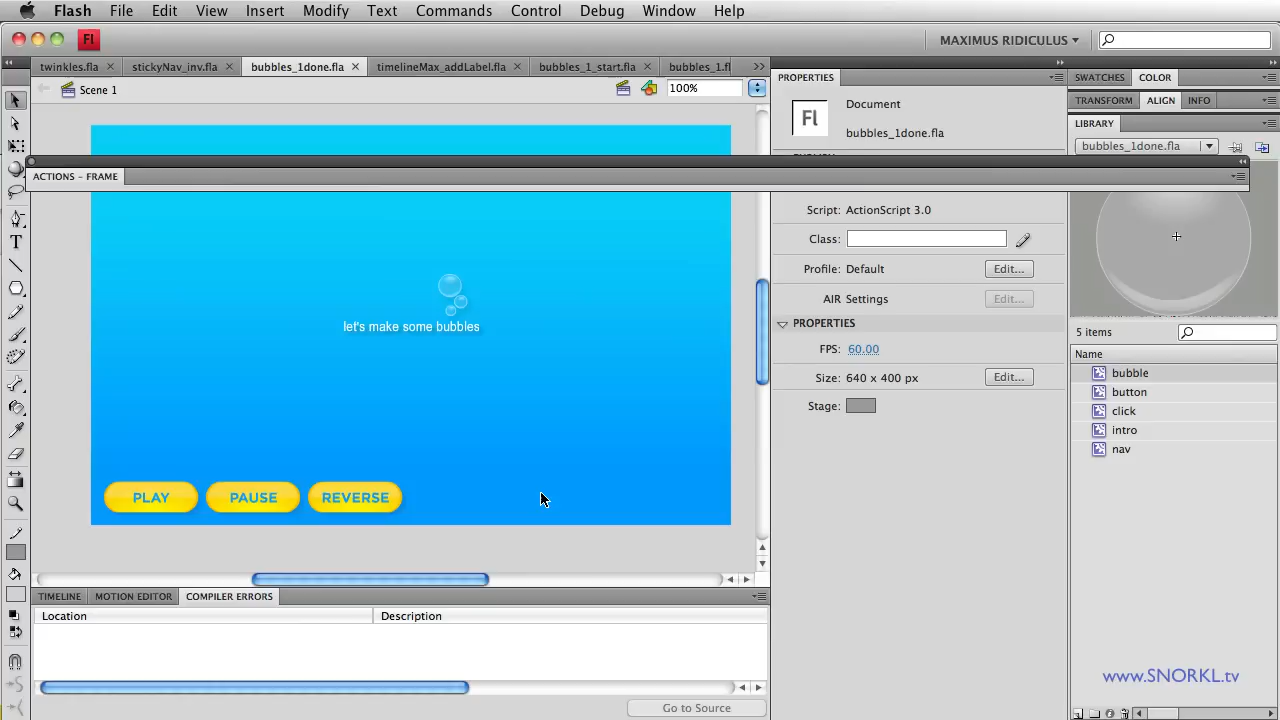 Flash File Edit View Insert Modify Text Commands Control Debug Window Help
Fl MAXIMUS RIDICULUS
twinkles.fla stickyNav_inv.fla bubbles_1done.fla timelineMax_addLabel.fla bubbles_1_start.fla bubbles_1.fl
Scene 1 100%
PROPERTIES
SWATCHES COLOR
TRANSFORM ALIGN INFO
LIBRARY
Fl Document
bubbles_1done.fla
bubbles_1done.fla
ACTIONS – FRAME
Script: ActionScript 3.0
Class:
Profile: Default Edit...
AIR Settings Edit...
PROPERTIES
FPS: 60.00
Size: 640 x 400 px Edit...
Stage:
let's make some bubbles
PLAY PAUSE REVERSE
5 items
Name
bubble
button
click
intro
nav
TIMELINE MOTION EDITOR COMPILER ERRORS
Location Description
Go to Source
www.SNORKL.tv